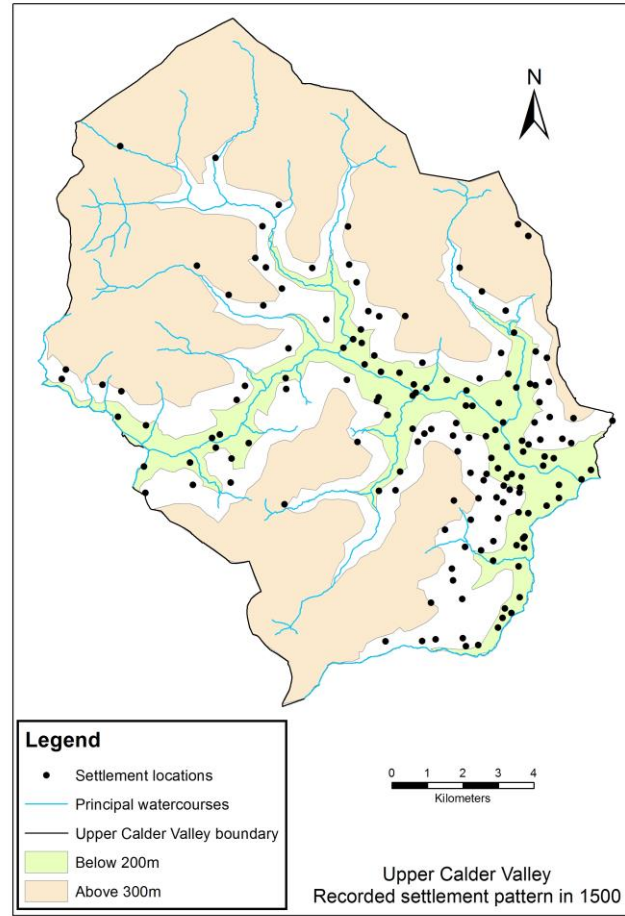 N
Legend
Settlement locations
Principal watercourses
Upper Calder Valley boundary
Below 200m
Above 300m
0 1 2 3 4
Kilometers
Upper Calder Valley
Recorded settlement pattern in 1500